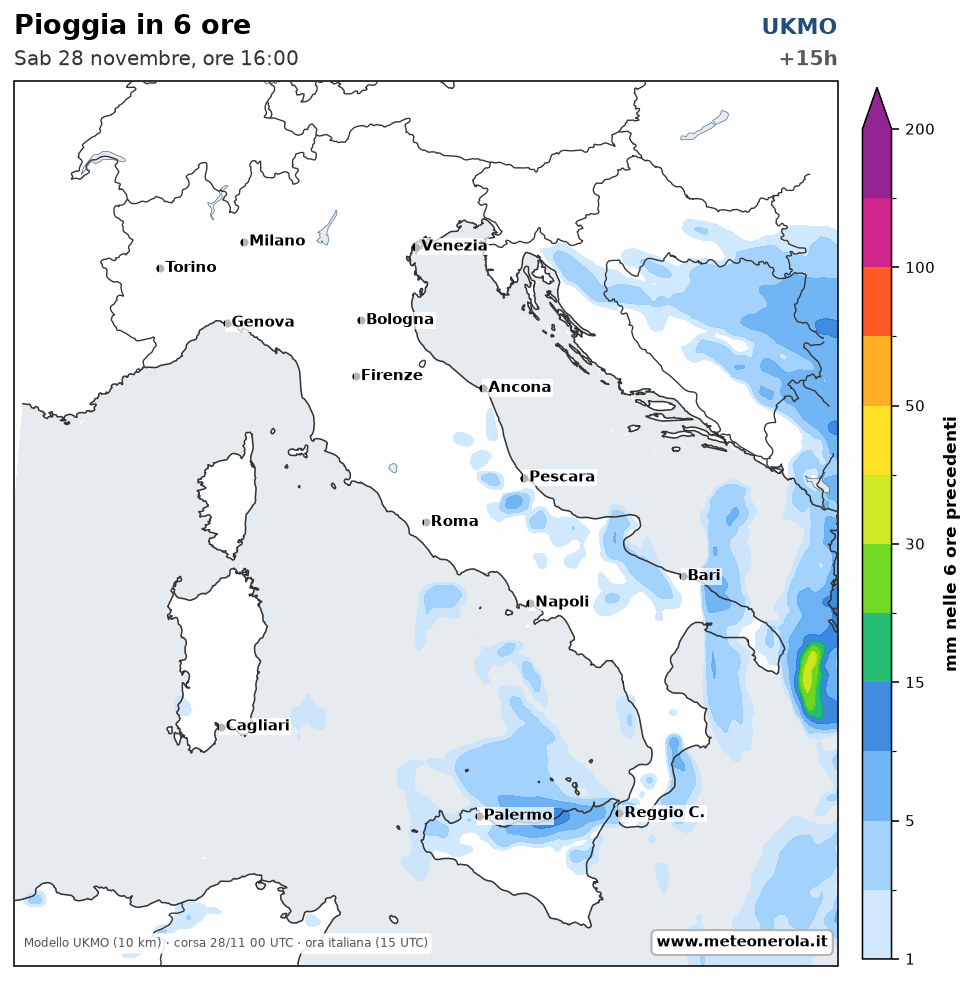 Pioggia in 6 ore
UKMO
Sab 28 novembre, ore 16:00
+15h
200
100
50
30
15
5
1
mm nelle 6 ore precedenti
Milano
Venezia
Torino
Genova
Bologna
Firenze
Ancona
Pescara
Roma
Bari
Napoli
Cagliari
Palermo
Reggio C.
Modello UKMO (10 km) · corsa 28/11 00 UTC · ora italiana (15 UTC)
www.meteonerola.it